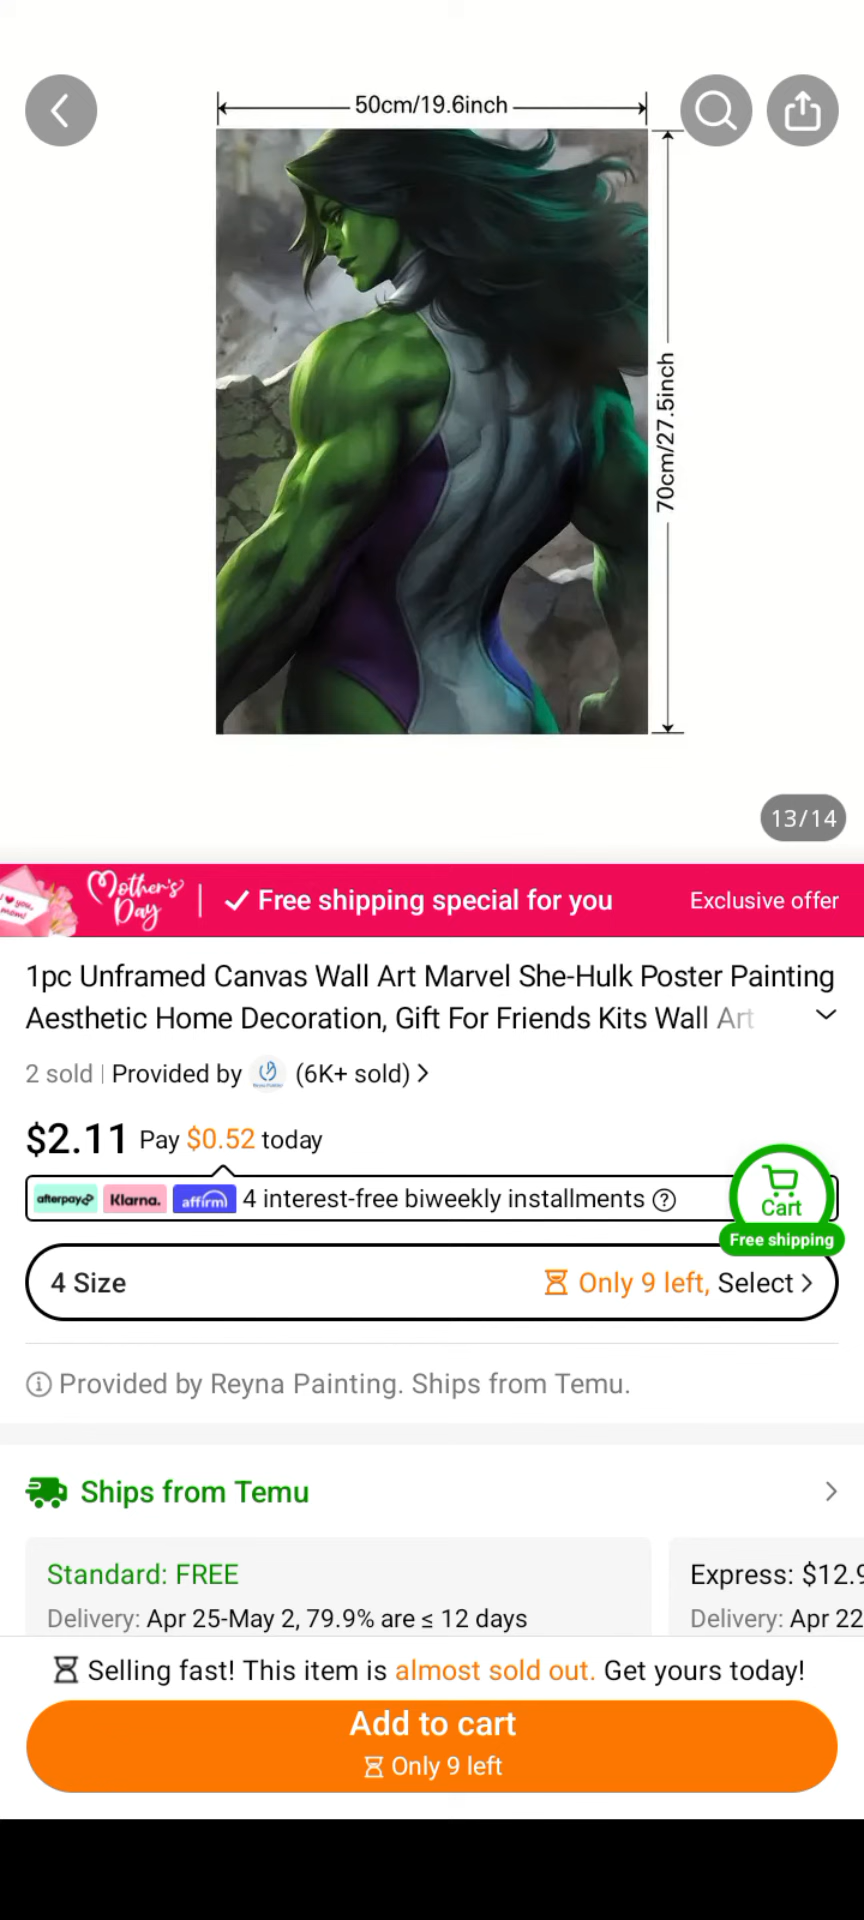 50cm/19.6inch
70cm/27.5inch
13/14
I ♥ you, mom!
Mother's Day
✓ Free shipping special for you
Exclusive offer
1pc Unframed Canvas Wall Art Marvel She-Hulk Poster Painting
Aesthetic Home Decoration, Gift For Friends Kits Wall Art
2 sold | Provided by (6K+ sold) >
$2.11 Pay $0.52 today
afterpay Klarna. affirm 4 interest-free biweekly installments ?
Cart
Free shipping
4 Size
Only 9 left, Select >
Provided by Reyna Painting. Ships from Temu.
Ships from Temu
Standard: FREE
Delivery: Apr 25-May 2, 79.9% are ≤ 12 days
Express: $12.9
Delivery: Apr 22
Selling fast! This item is almost sold out. Get yours today!
Add to cart
Only 9 left